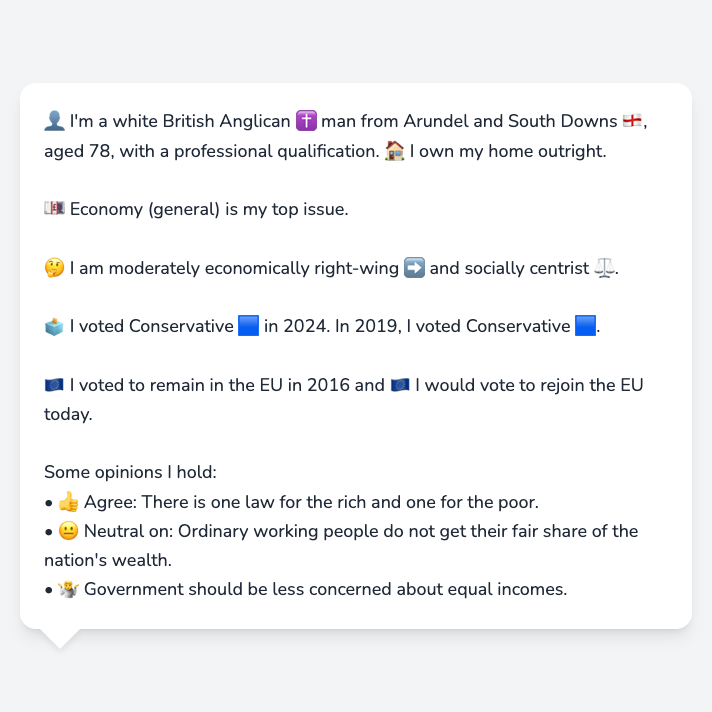 👤 I'm a white British Anglican ✝️ man from Arundel and South Downs 🏴󠁧󠁢󠁥󠁮󠁧󠁿,
aged 78, with a professional qualification. 🏠 I own my home outright.
💷 Economy (general) is my top issue.
🤔 I am moderately economically right-wing ➡️ and socially centrist ⚖️.
🗳️ I voted Conservative 🟦 in 2024. In 2019, I voted Conservative 🟦.
🇪🇺 I voted to remain in the EU in 2016 and 🇪🇺 I would vote to rejoin the EU
today.
Some opinions I hold:
• 👍 Agree: There is one law for the rich and one for the poor.
• 😐 Neutral on: Ordinary working people do not get their fair share of the
nation's wealth.
• 🤷 Government should be less concerned about equal incomes.